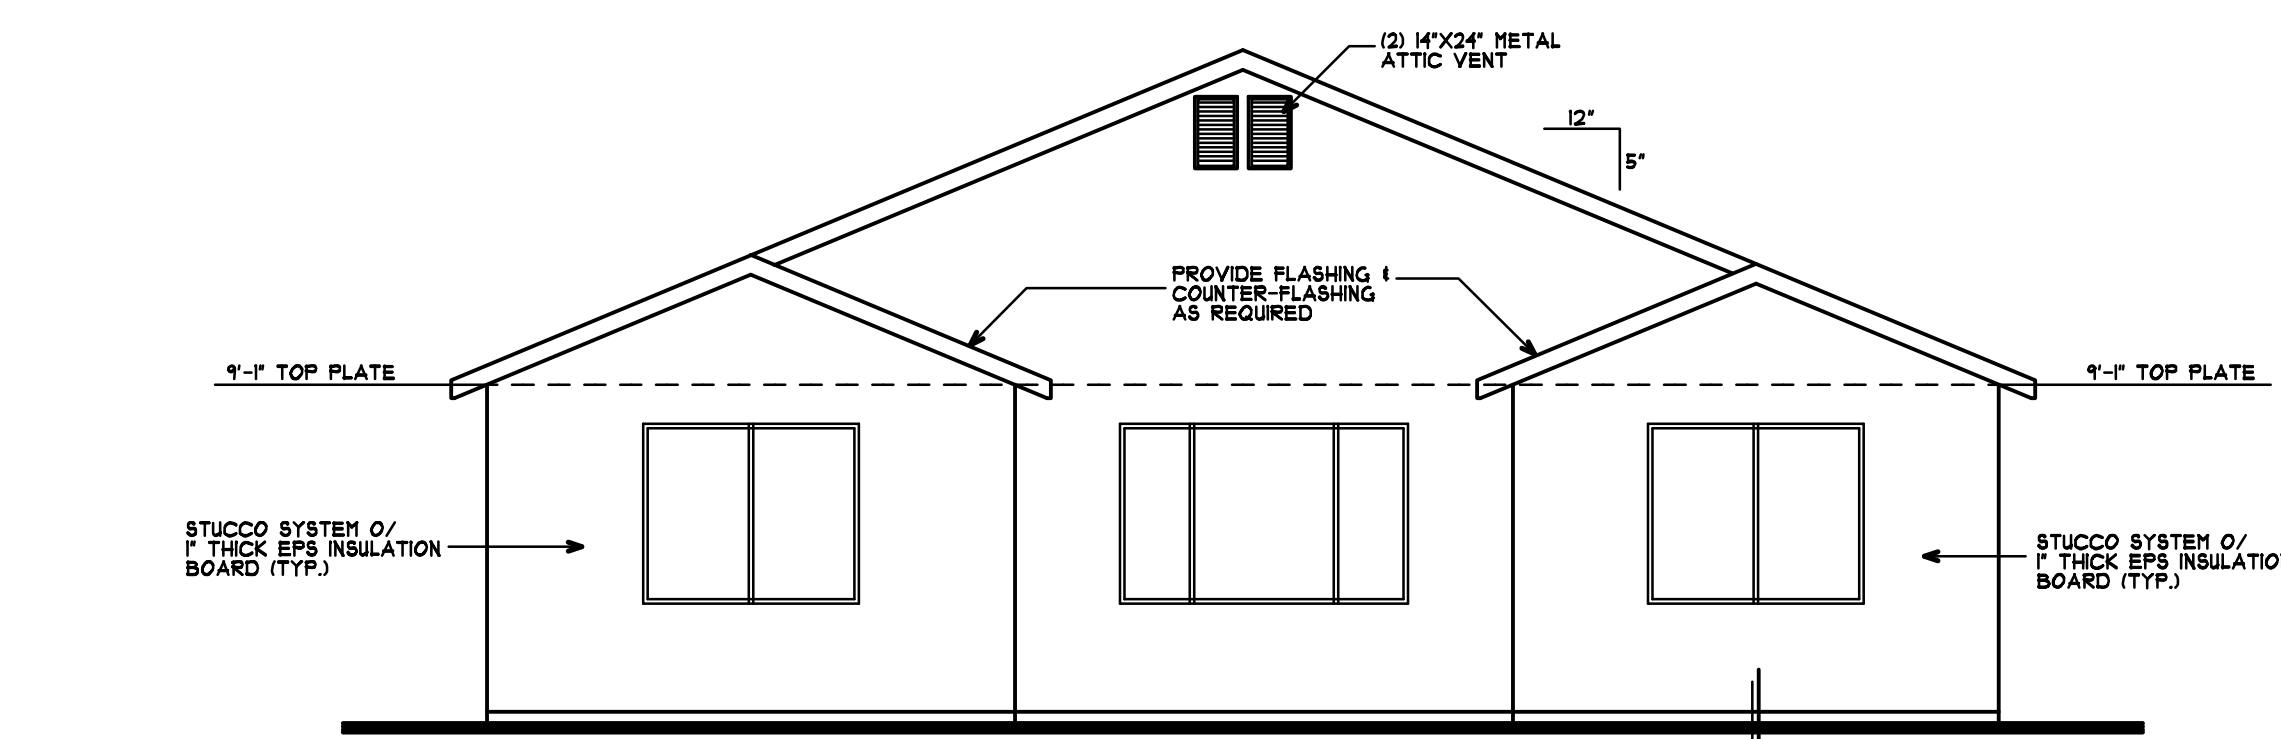 (2) 14"X24" METAL
ATTIC VENT
12"
5"
PROVIDE FLASHING &
COUNTER-FLASHING
AS REQUIRED
9'-1" TOP PLATE
9'-1" TOP PLATE
STUCCO SYSTEM O/
1" THICK EPS INSULATION
BOARD (TYP.)
STUCCO SYSTEM O/
1" THICK EPS INSULATIO
BOARD (TYP.)